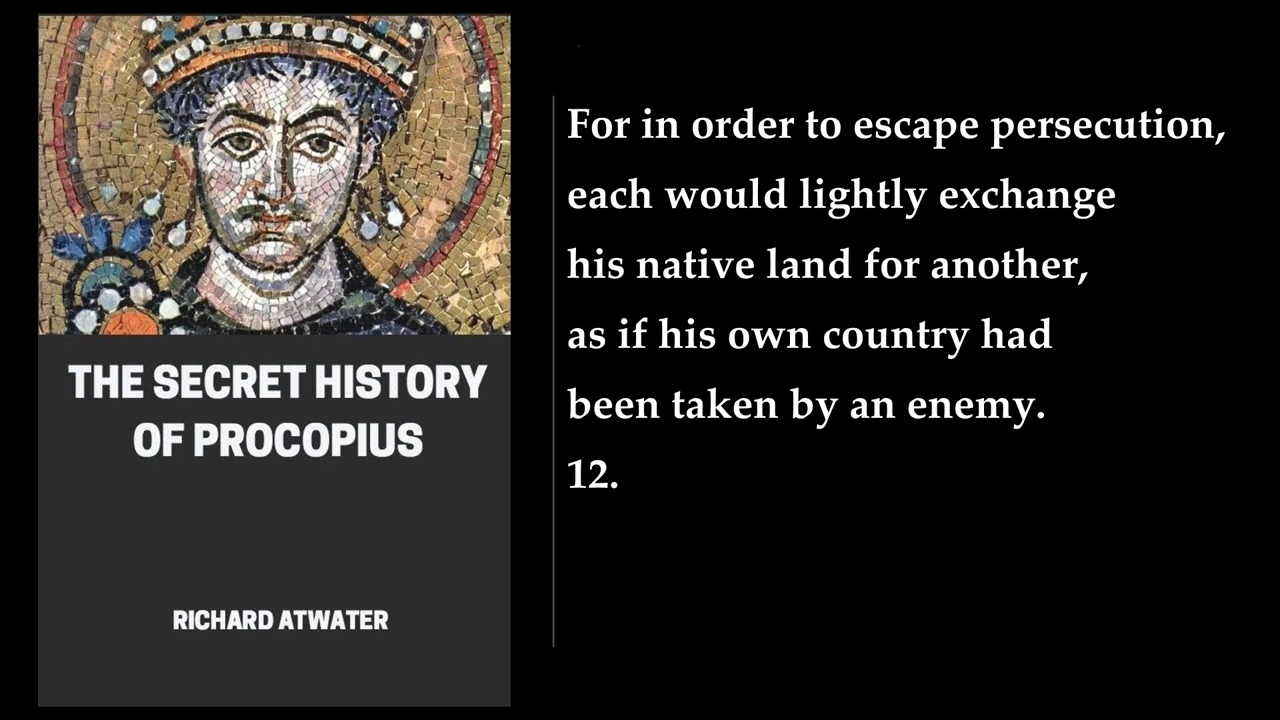 THE SECRET HISTORY
OF PROCOPIUS
RICHARD ATWATER
For in order to escape persecution,
each would lightly exchange
his native land for another,
as if his own country had
been taken by an enemy.
12.